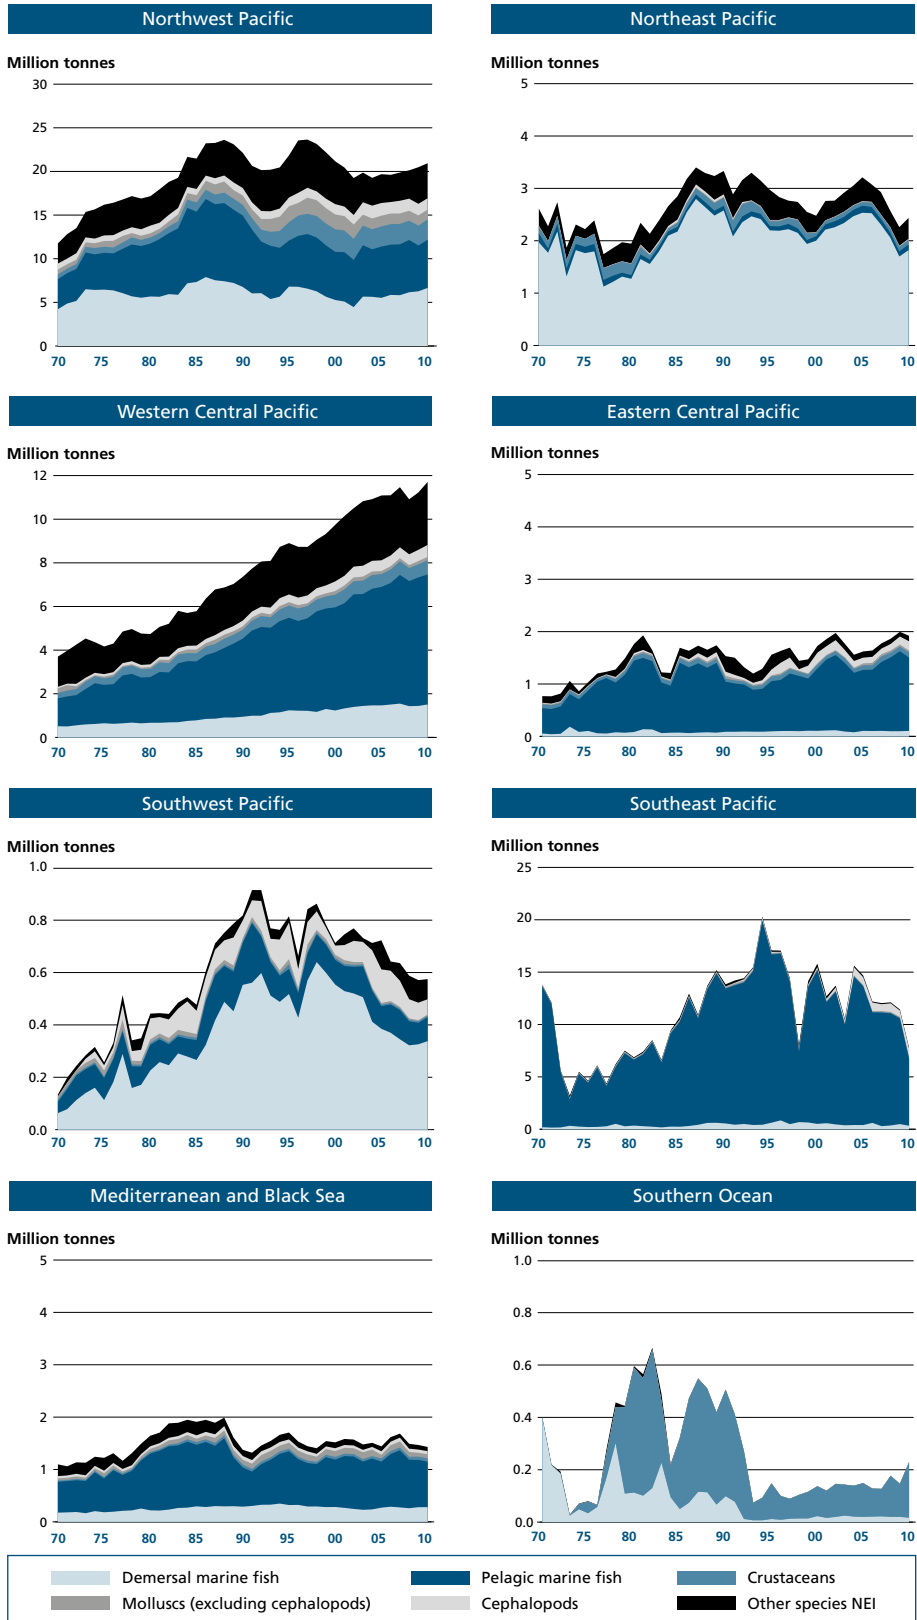 Northwest Pacific
Million tonnes
30
25
20
15
10
5
0
70 75 80 85 90 95 00 05 10
Northeast Pacific
Million tonnes
5
4
3
2
1
0
70 75 80 85 90 95 00 05 10
Western Central Pacific
Million tonnes
12
10
8
6
4
2
0
70 75 80 85 90 95 00 05 10
Eastern Central Pacific
Million tonnes
5
4
3
2
1
0
70 75 80 85 90 95 00 05 10
Southwest Pacific
Million tonnes
1.0
0.8
0.6
0.4
0.2
0.0
70 75 80 85 90 95 00 05 10
Southeast Pacific
Million tonnes
25
20
15
10
5
0
70 75 80 85 90 95 00 05 10
Mediterranean and Black Sea
Million tonnes
5
4
3
2
1
0
70 75 80 85 90 95 00 05 10
Southern Ocean
Million tonnes
1.0
0.8
0.6
0.4
0.2
0.0
70 75 80 85 90 95 00 05 10
Demersal marine fish
Pelagic marine fish
Crustaceans
Molluscs (excluding cephalopods)
Cephalopods
Other species NEI